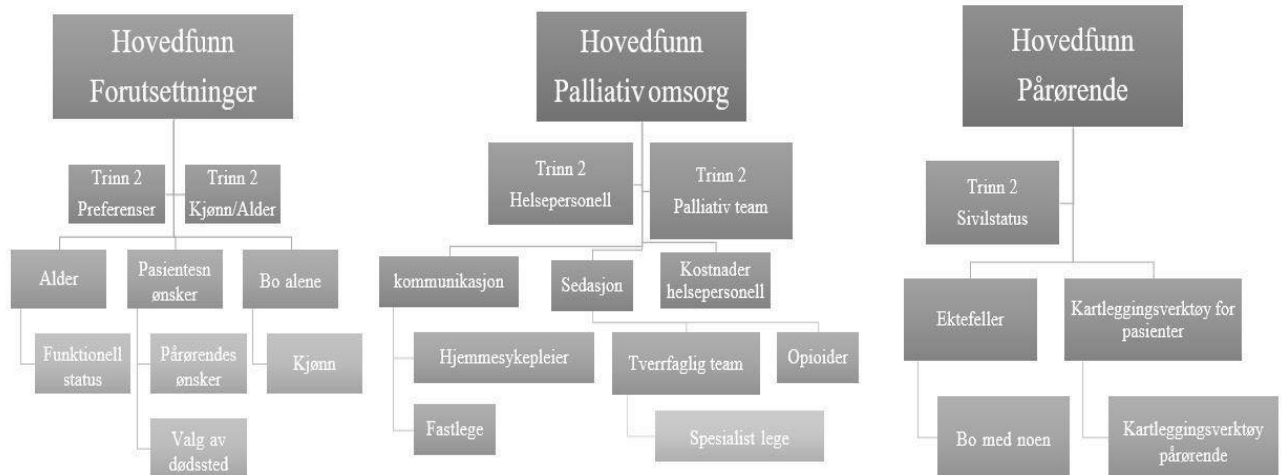 Hovedfunn
Forutsettninger
Trinn 2
Preferenser
Trinn 2
Kjønn/Alder
Alder
Pasientesn
ønsker
Bo alene
Funktionell
status
Pårørendes
ønsker
Kjønn
Valg av
dødssted
Hovedfunn
Palliativ omsorg
Trinn 2
Helsepersonell
Trinn 2
Palliativ team
kommunikasjon
Sedasjon
Kostnader
helsepersonell
Hjemmesykepleier
Tverrfaglig team
Opioider
Fastlege
Spesialist lege
Hovedfunn
Pårørende
Trinn 2
Sivilstatus
Ektefeller
Kartleggingsverktøy for
pasienter
Bo med noen
Kartleggingsverktøy
pårørende